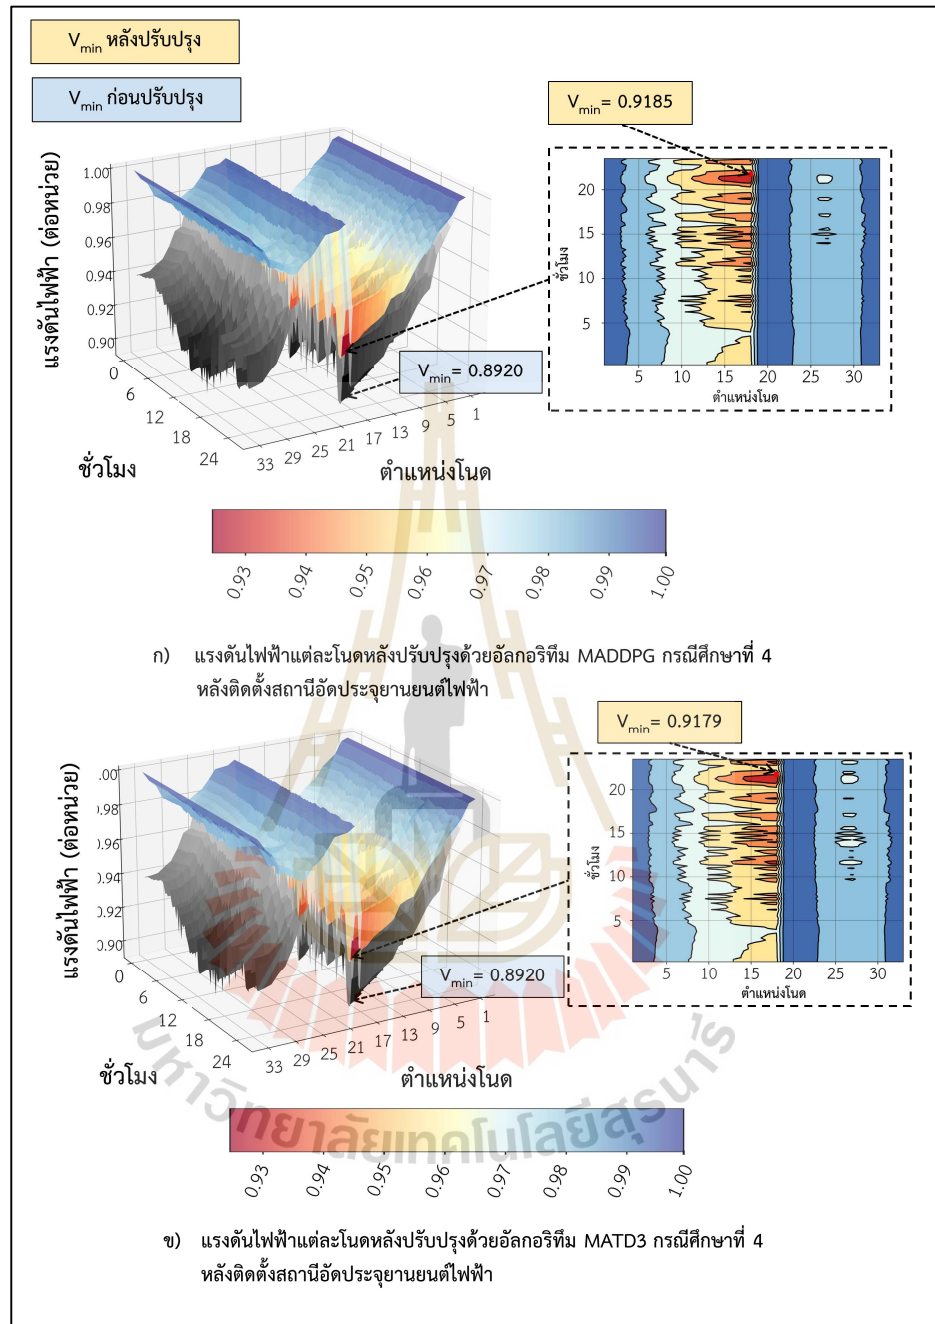 V_min หลังปรับปรุง
V_min ก่อนปรับปรุง
V_min= 0.9185
แรงดันไฟฟ้า (ต่อหน่วย)
1.00
0.98
0.96
0.94
0.92
0.90
0
6
12
18
24
ชั่วโมง
33 29 25 21 17 13 9 5 1
ตำแหน่งโนด
V_min= 0.8920
ชั่วโมง
20
15
10
5
5 10 15 20 25 30
ตำแหน่งโนด
0.93 0.94 0.95 0.96 0.97 0.98 0.99 1.00
ก) แรงดันไฟฟ้าแต่ละโนดหลังปรับปรุงด้วยอัลกอริทึม MADDPG กรณีศึกษาที่ 4
หลังติดตั้งสถานีอัดประจุยานยนต์ไฟฟ้า
V_min= 0.9179
แรงดันไฟฟ้า (ต่อหน่วย)
.00
0.98
0.96
0.94
0.92
0.90
0
6
12
18
24
ชั่วโมง
33 29 25 21 17 13 9 5 1
ตำแหน่งโนด
V_min= 0.8920
ชั่วโมง
20
15
10
5
5 10 15 20 25 30
ตำแหน่งโนด
มหาวิทยาลัยเทคโนโลยีสุรนารี
0.93 0.94 0.95 0.96 0.97 0.98 0.99 1.00
ข) แรงดันไฟฟ้าแต่ละโนดหลังปรับปรุงด้วยอัลกอริทึม MATD3 กรณีศึกษาที่ 4
หลังติดตั้งสถานีอัดประจุยานยนต์ไฟฟ้า